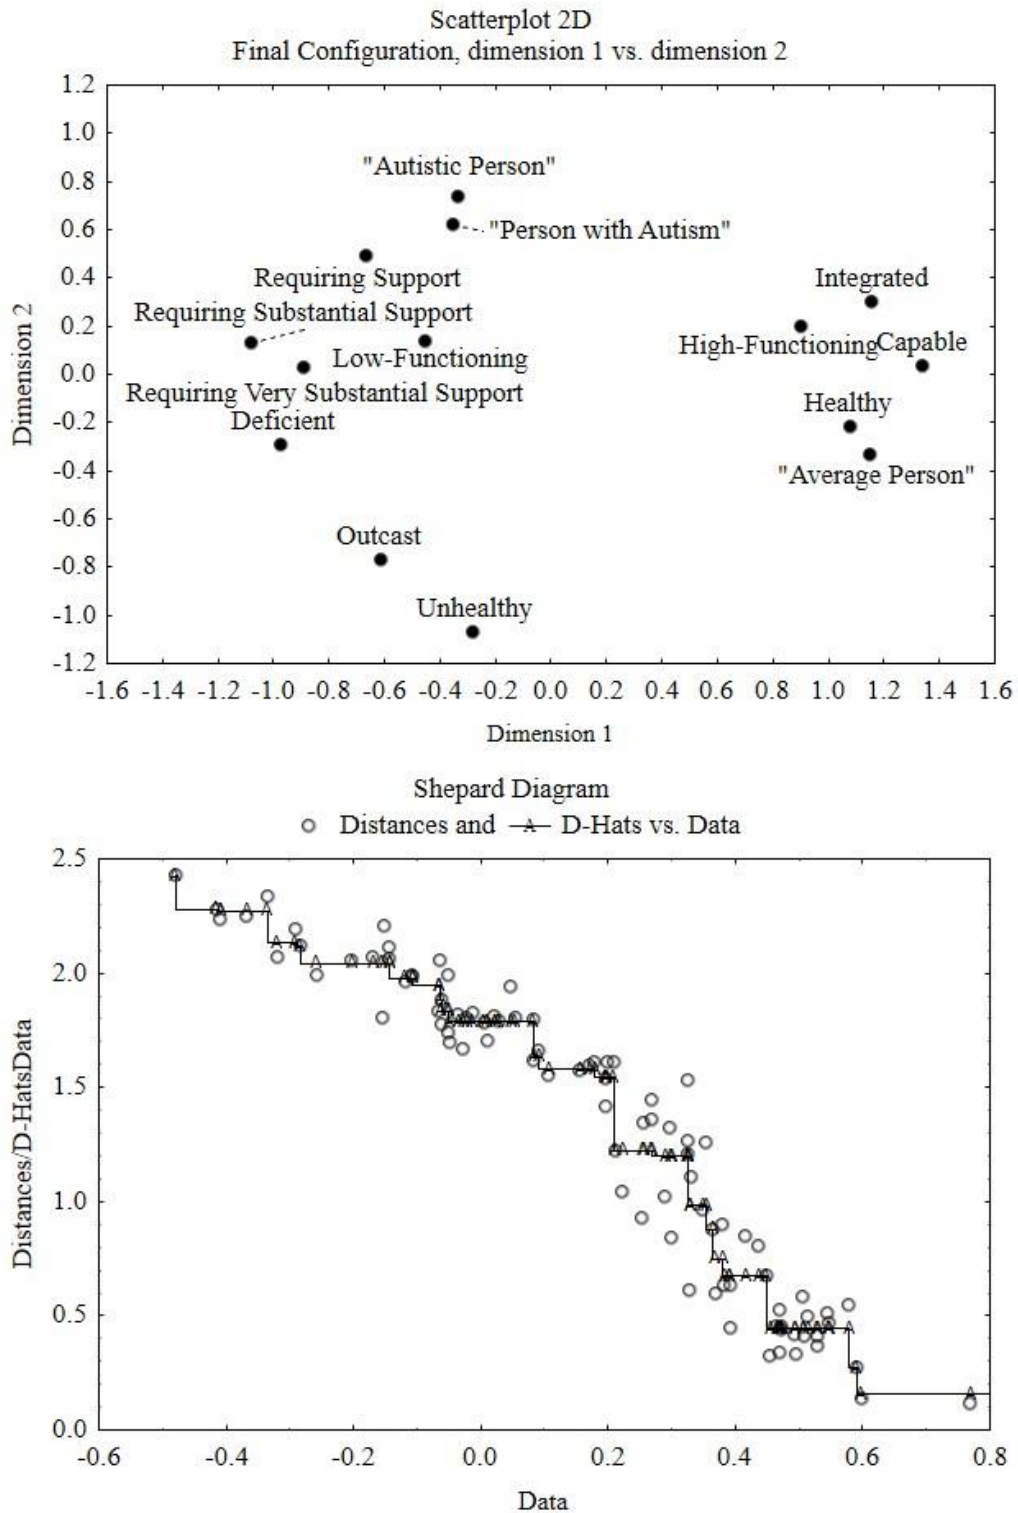 Scatterplot 2D
Final Configuration, dimension 1 vs. dimension 2
1.2
1.0
0.8
0.6
0.4
0.2
0.0
-0.2
-0.4
-0.6
-0.8
-1.0
-1.2
Dimension 2
"Autistic Person"
"Person with Autism"
Requiring Support
Integrated
Requiring Substantial Support
Low-Functioning
High-Functioning
Capable
Requiring Very Substantial Support
Healthy
Deficient
"Average Person"
Outcast
Unhealthy
-1.6 -1.4 -1.2 -1.0 -0.8 -0.6 -0.4 -0.2 0.0 0.2 0.4 0.6 0.8 1.0 1.2 1.4 1.6
Dimension 1
Shepard Diagram
Distances and D-Hats vs. Data
2.5
2.0
1.5
1.0
0.5
0.0
Distances/D-HatsData
-0.6 -0.4 -0.2 0.0 0.2 0.4 0.6 0.8
Data